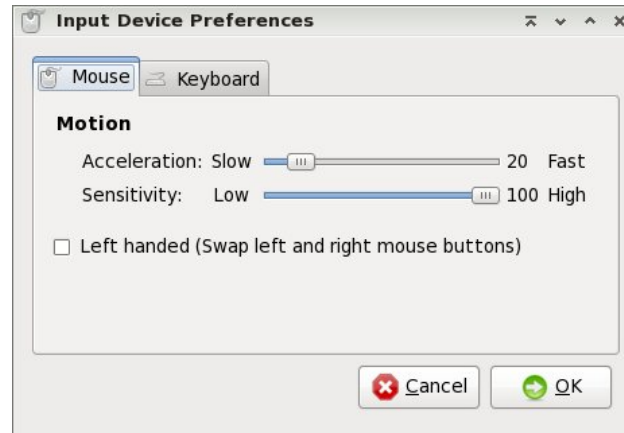 Input Device Preferences
Mouse Keyboard
Motion
Acceleration: Slow 20 Fast
Sensitivity: Low 100 High
Left handed (Swap left and right mouse buttons)
Cancel OK